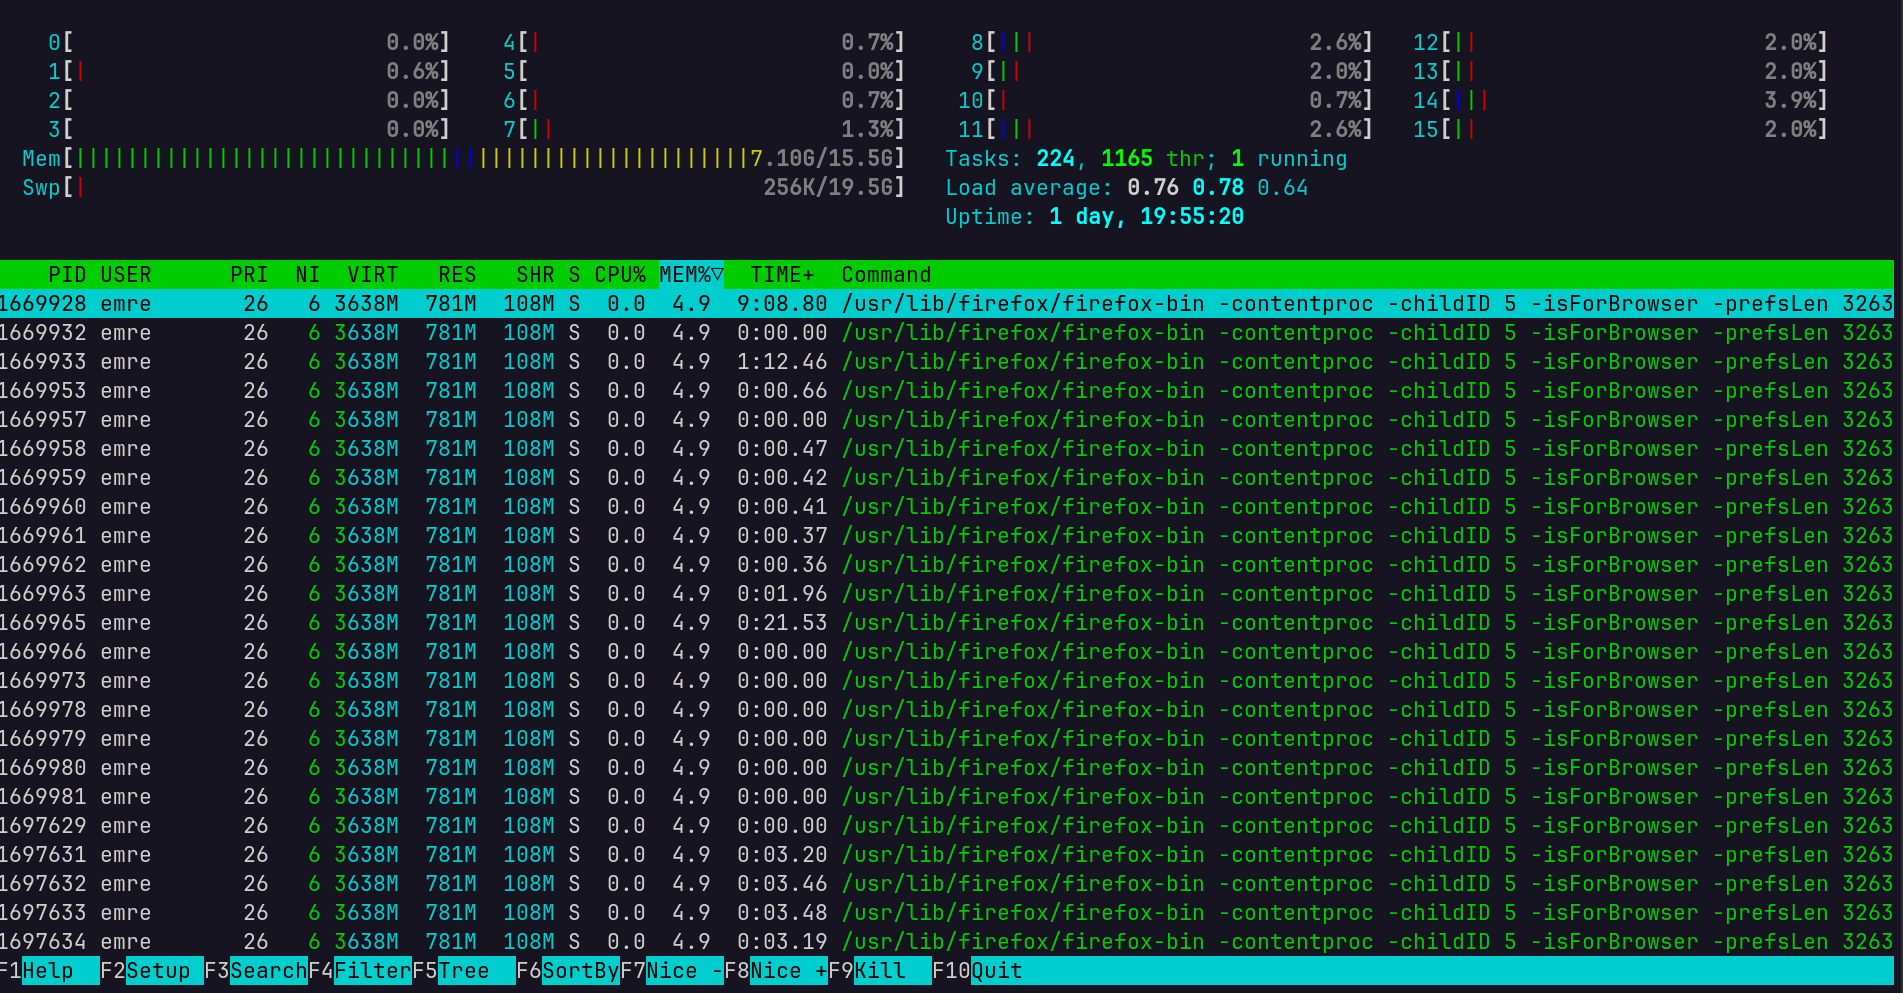 0[ 0.0%] 4[| 0.7%] 8[||| 2.6%] 12[|| 2.0%]
1[| 0.6%] 5[ 0.0%] 9[|| 2.0%] 13[|| 2.0%]
2[ 0.0%] 6[| 0.7%] 10[| 0.7%] 14[||| 3.9%]
3[ 0.0%] 7[|| 1.3%] 11[||| 2.6%] 15[|| 2.0%]
Mem[||||||||||||||||||||||||||||||||||||||||||||||||||||7.10G/15.5G] Tasks: 224, 1165 thr; 1 running
Swp[| 256K/19.5G] Load average: 0.76 0.78 0.64
Uptime: 1 day, 19:55:20
PID USER PRI NI VIRT RES SHR S CPU% MEM%▽ TIME+ Command
1669928 emre 26 6 3638M 781M 108M S 0.0 4.9 9:08.80 /usr/lib/firefox/firefox-bin -contentproc -childID 5 -isForBrowser -prefsLen 3263
1669932 emre 26 6 3638M 781M 108M S 0.0 4.9 0:00.00 /usr/lib/firefox/firefox-bin -contentproc -childID 5 -isForBrowser -prefsLen 3263
1669933 emre 26 6 3638M 781M 108M S 0.0 4.9 1:12.46 /usr/lib/firefox/firefox-bin -contentproc -childID 5 -isForBrowser -prefsLen 3263
1669953 emre 26 6 3638M 781M 108M S 0.0 4.9 0:00.66 /usr/lib/firefox/firefox-bin -contentproc -childID 5 -isForBrowser -prefsLen 3263
1669957 emre 26 6 3638M 781M 108M S 0.0 4.9 0:00.00 /usr/lib/firefox/firefox-bin -contentproc -childID 5 -isForBrowser -prefsLen 3263
1669958 emre 26 6 3638M 781M 108M S 0.0 4.9 0:00.47 /usr/lib/firefox/firefox-bin -contentproc -childID 5 -isForBrowser -prefsLen 3263
1669959 emre 26 6 3638M 781M 108M S 0.0 4.9 0:00.42 /usr/lib/firefox/firefox-bin -contentproc -childID 5 -isForBrowser -prefsLen 3263
1669960 emre 26 6 3638M 781M 108M S 0.0 4.9 0:00.41 /usr/lib/firefox/firefox-bin -contentproc -childID 5 -isForBrowser -prefsLen 3263
1669961 emre 26 6 3638M 781M 108M S 0.0 4.9 0:00.37 /usr/lib/firefox/firefox-bin -contentproc -childID 5 -isForBrowser -prefsLen 3263
1669962 emre 26 6 3638M 781M 108M S 0.0 4.9 0:00.36 /usr/lib/firefox/firefox-bin -contentproc -childID 5 -isForBrowser -prefsLen 3263
1669963 emre 26 6 3638M 781M 108M S 0.0 4.9 0:01.96 /usr/lib/firefox/firefox-bin -contentproc -childID 5 -isForBrowser -prefsLen 3263
1669965 emre 26 6 3638M 781M 108M S 0.0 4.9 0:21.53 /usr/lib/firefox/firefox-bin -contentproc -childID 5 -isForBrowser -prefsLen 3263
1669966 emre 26 6 3638M 781M 108M S 0.0 4.9 0:00.00 /usr/lib/firefox/firefox-bin -contentproc -childID 5 -isForBrowser -prefsLen 3263
1669973 emre 26 6 3638M 781M 108M S 0.0 4.9 0:00.00 /usr/lib/firefox/firefox-bin -contentproc -childID 5 -isForBrowser -prefsLen 3263
1669978 emre 26 6 3638M 781M 108M S 0.0 4.9 0:00.00 /usr/lib/firefox/firefox-bin -contentproc -childID 5 -isForBrowser -prefsLen 3263
1669979 emre 26 6 3638M 781M 108M S 0.0 4.9 0:00.00 /usr/lib/firefox/firefox-bin -contentproc -childID 5 -isForBrowser -prefsLen 3263
1669980 emre 26 6 3638M 781M 108M S 0.0 4.9 0:00.00 /usr/lib/firefox/firefox-bin -contentproc -childID 5 -isForBrowser -prefsLen 3263
1669981 emre 26 6 3638M 781M 108M S 0.0 4.9 0:00.00 /usr/lib/firefox/firefox-bin -contentproc -childID 5 -isForBrowser -prefsLen 3263
1697629 emre 26 6 3638M 781M 108M S 0.0 4.9 0:00.00 /usr/lib/firefox/firefox-bin -contentproc -childID 5 -isForBrowser -prefsLen 3263
1697631 emre 26 6 3638M 781M 108M S 0.0 4.9 0:03.20 /usr/lib/firefox/firefox-bin -contentproc -childID 5 -isForBrowser -prefsLen 3263
1697632 emre 26 6 3638M 781M 108M S 0.0 4.9 0:03.46 /usr/lib/firefox/firefox-bin -contentproc -childID 5 -isForBrowser -prefsLen 3263
1697633 emre 26 6 3638M 781M 108M S 0.0 4.9 0:03.48 /usr/lib/firefox/firefox-bin -contentproc -childID 5 -isForBrowser -prefsLen 3263
1697634 emre 26 6 3638M 781M 108M S 0.0 4.9 0:03.19 /usr/lib/firefox/firefox-bin -contentproc -childID 5 -isForBrowser -prefsLen 3263
F1Help F2Setup F3SearchF4FilterF5Tree F6SortByF7Nice -F8Nice +F9Kill F10Quit